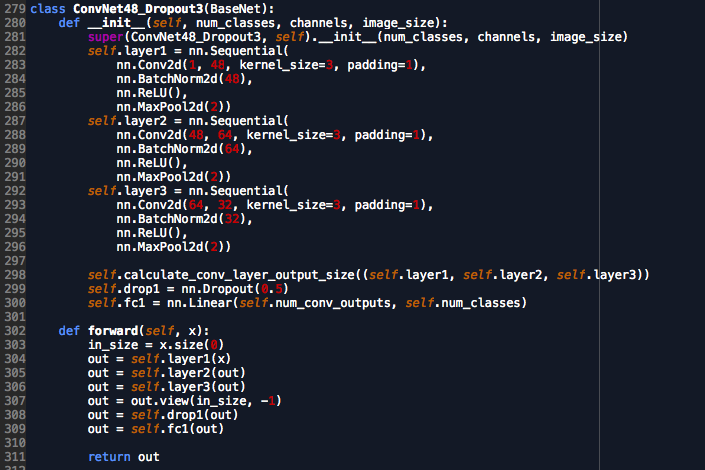 279 class ConvNet48_Dropout3(BaseNet):
280     def __init__(self, num_classes, channels, image_size):
281         super(ConvNet48_Dropout3, self).__init__(num_classes, channels, image_size)
282         self.layer1 = nn.Sequential(
283             nn.Conv2d(1, 48, kernel_size=3, padding=1),
284             nn.BatchNorm2d(48),
285             nn.ReLU(),
286             nn.MaxPool2d(2))
287         self.layer2 = nn.Sequential(
288             nn.Conv2d(48, 64, kernel_size=3, padding=1),
289             nn.BatchNorm2d(64),
290             nn.ReLU(),
291             nn.MaxPool2d(2))
292         self.layer3 = nn.Sequential(
293             nn.Conv2d(64, 32, kernel_size=3, padding=1),
294             nn.BatchNorm2d(32),
295             nn.ReLU(),
296             nn.MaxPool2d(2))
297
298         self.calculate_conv_layer_output_size((self.layer1, self.layer2, self.layer3))
299         self.drop1 = nn.Dropout(0.5)
300         self.fc1 = nn.Linear(self.num_conv_outputs, self.num_classes)
301
302     def forward(self, x):
303         in_size = x.size(0)
304         out = self.layer1(x)
305         out = self.layer2(out)
306         out = self.layer3(out)
307         out = out.view(in_size, -1)
308         out = self.drop1(out)
309         out = self.fc1(out)
310
311         return out